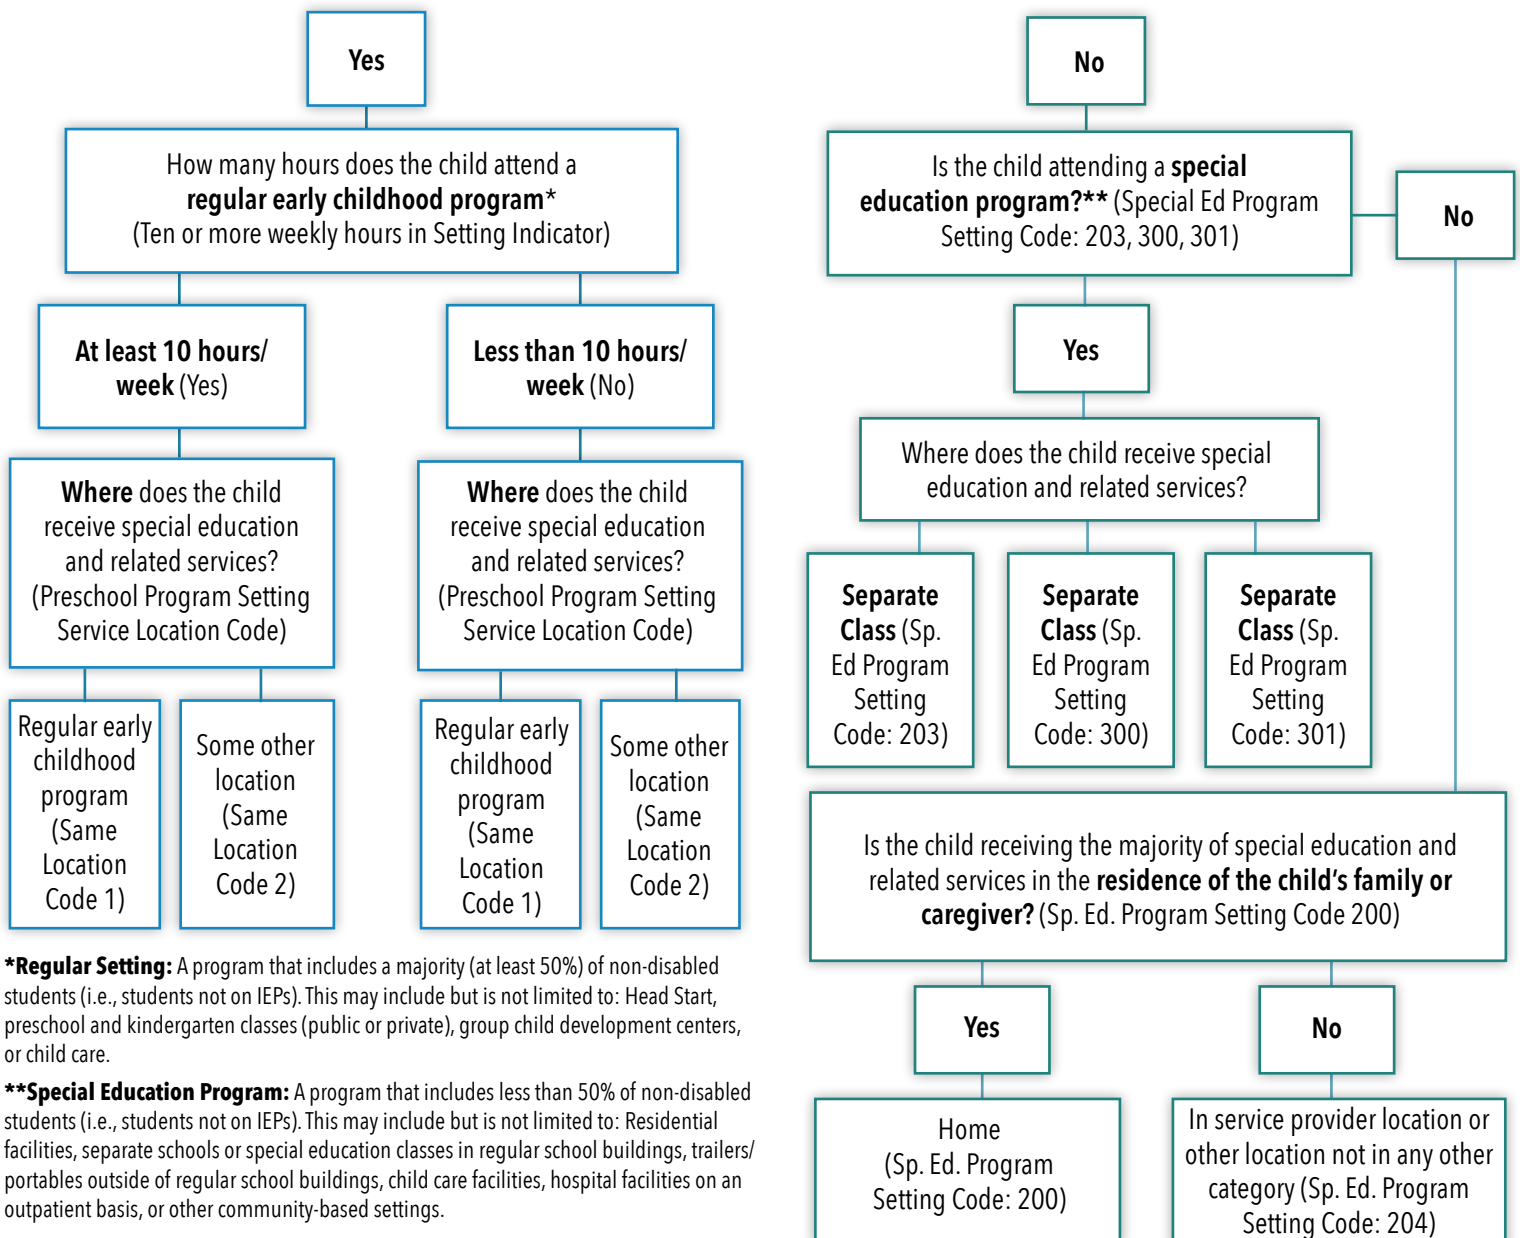 Yes
How many hours does the child attend a
regular early childhood program*
(Ten or more weekly hours in Setting Indicator)
At least 10 hours/
week (Yes)
Less than 10 hours/
week (No)
Where does the child
receive special education
and related services?
(Preschool Program Setting
Service Location Code)
Where does the child
receive special education
and related services?
(Preschool Program Setting
Service Location Code)
Regular early
childhood
program
(Same
Location
Code 1)
Some other
location
(Same
Location
Code 2)
Regular early
childhood
program
(Same
Location
Code 1)
Some other
location
(Same
Location
Code 2)
*Regular Setting: A program that includes a majority (at least 50%) of non-disabled
students (i.e., students not on IEPs). This may include but is not limited to: Head Start,
preschool and kindergarten classes (public or private), group child development centers,
or child care.
**Special Education Program: A program that includes less than 50% of non-disabled
students (i.e., students not on IEPs). This may include but is not limited to: Residential
facilities, separate schools or special education classes in regular school buildings, trailers/
portables outside of regular school buildings, child care facilities, hospital facilities on an
outpatient basis, or other community-based settings.
No
Is the child attending a special
education program?** (Special Ed Program
Setting Code: 203, 300, 301)
No
Yes
Where does the child receive special
education and related services?
Separate
Class (Sp.
Ed Program
Setting
Code: 203)
Separate
Class (Sp.
Ed Program
Setting
Code: 300)
Separate
Class (Sp.
Ed Program
Setting
Code: 301)
Is the child receiving the majority of special education and
related services in the residence of the child's family or
caregiver? (Sp. Ed. Program Setting Code 200)
Yes
No
Home
(Sp. Ed. Program
Setting Code: 200)
In service provider location or
other location not in any other
category (Sp. Ed. Program
Setting Code: 204)